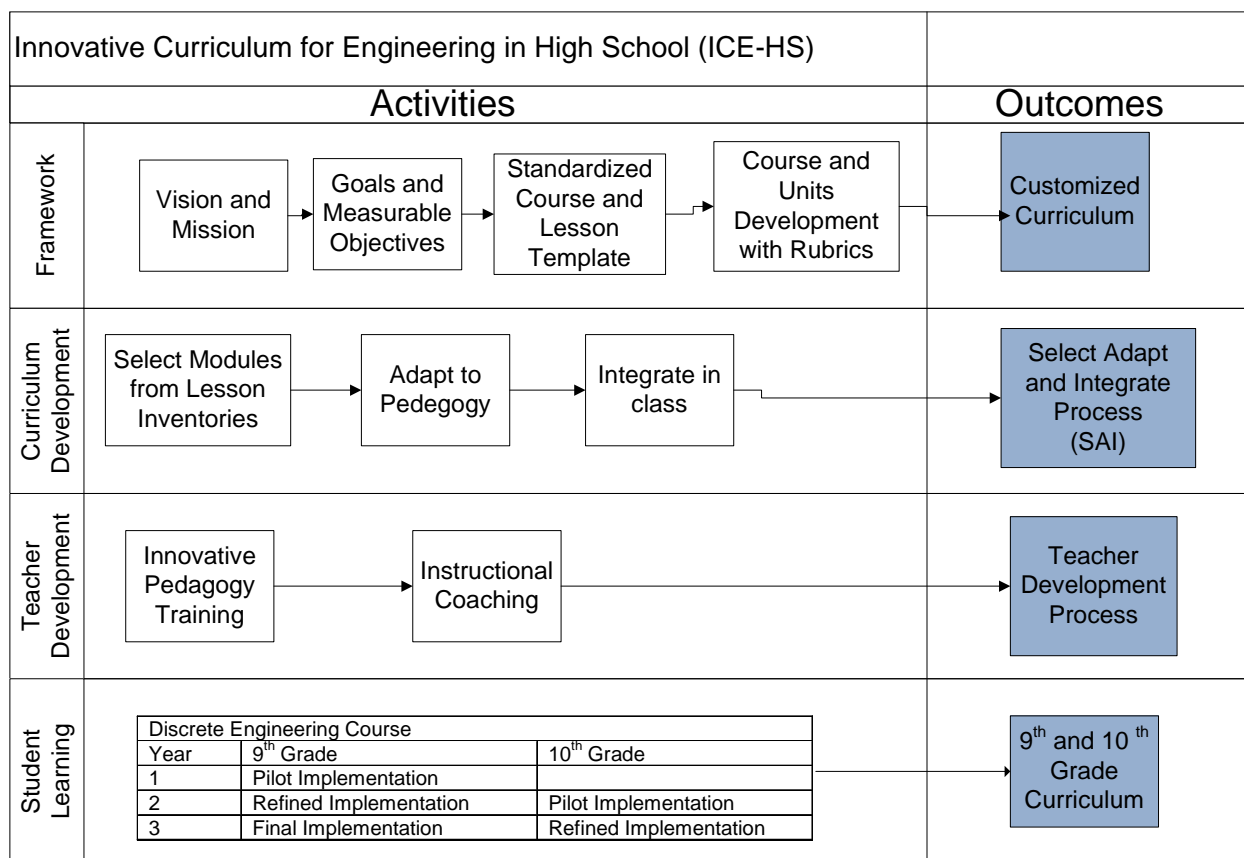 Innovative Curriculum for Engineering in High School (ICE-HS)
Activities
Outcomes
Framework
Vision and
Mission
Goals and
Measurable
Objectives
Standardized
Course and
Lesson
Template
Course and
Units
Development
with Rubrics
Customized
Curriculum
Curriculum
Development
Select Modules
from Lesson
Inventories
Adapt to
Pedegogy
Integrate in
class
Select Adapt
and Integrate
Process
(SAI)
Teacher
Development
Innovative
Pedagogy
Training
Instructional
Coaching
Teacher
Development
Process
Student
Learning
Discrete Engineering Course
Year 9th Grade 10th Grade
1 Pilot Implementation
2 Refined Implementation Pilot Implementation
3 Final Implementation Refined Implementation
9th and 10 th
Grade
Curriculum